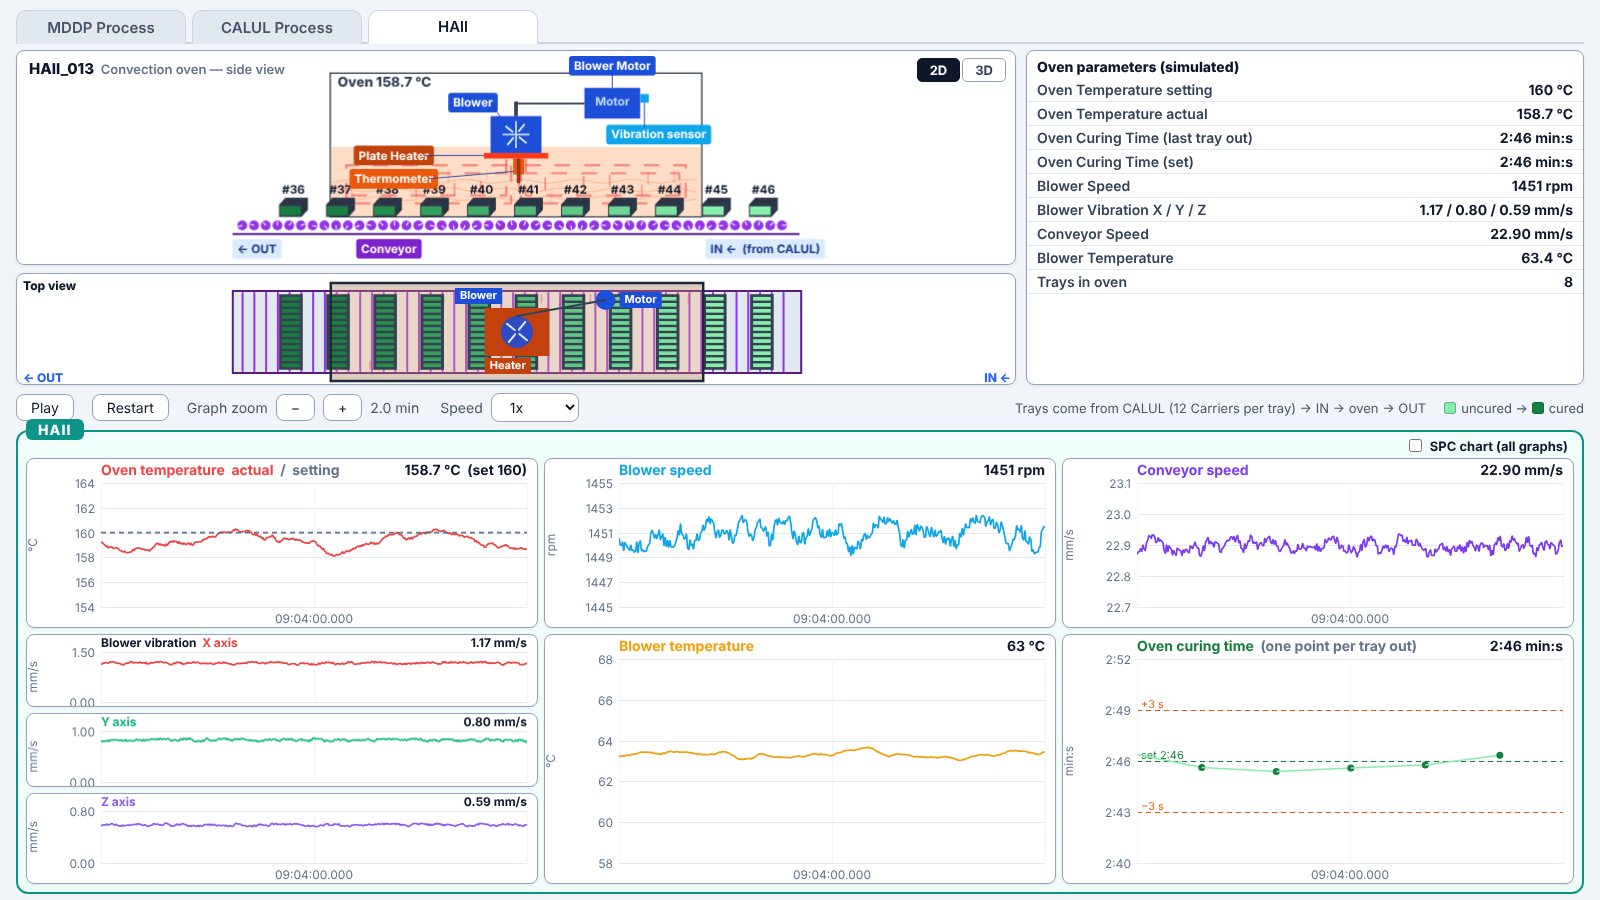 MDDP Process
CALUL Process
HAII
HAII_013 Convection oven — side view
2D
3D
Oven 158.7 °C
Blower Motor
Blower
Motor
Vibration sensor
Plate Heater
Thermometer
#36 #37 #38 #39 #40 #41 #42 #43 #44 #45 #46
← OUT
Conveyor
IN ← (from CALUL)
Oven parameters (simulated)
Oven Temperature setting 160 °C
Oven Temperature actual 158.7 °C
Oven Curing Time (last tray out) 2:46 min:s
Oven Curing Time (set) 2:46 min:s
Blower Speed 1451 rpm
Blower Vibration X / Y / Z 1.17 / 0.80 / 0.59 mm/s
Conveyor Speed 22.90 mm/s
Blower Temperature 63.4 °C
Trays in oven 8
Top view
Blower
Motor
Heater
← OUT
IN ←
Play
Restart
Graph zoom − + 2.0 min
Speed 1x
Trays come from CALUL (12 Carriers per tray) → IN → oven → OUT
uncured → cured
HAII
SPC chart (all graphs)
Oven temperature actual / setting 158.7 °C (set 160)
164
162
160
158
156
154
°C
09:04:00.000
Blower speed 1451 rpm
1455
1453
1451
1449
1447
1445
rpm
09:04:00.000
Conveyor speed 22.90 mm/s
23.1
23.0
22.9
22.8
22.7
mm/s
09:04:00.000
Blower vibration X axis 1.17 mm/s
1.50
0.00
mm/s
Y axis 0.80 mm/s
1.00
0.00
mm/s
Z axis 0.59 mm/s
0.80
0.00
mm/s
09:04:00.000
Blower temperature 63 °C
68
66
64
62
60
58
°C
09:04:00.000
Oven curing time (one point per tray out) 2:46 min:s
2:52
2:49
2:46
2:43
2:40
min:s
+3 s
set 2:46
−3 s
09:04:00.000